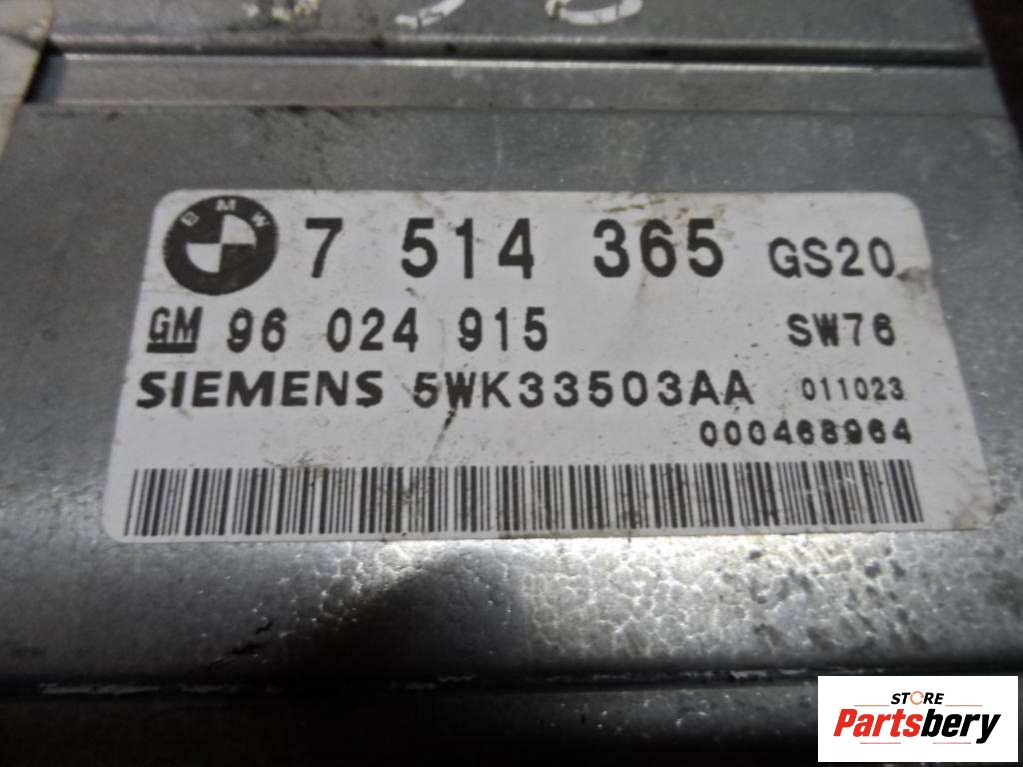 BMW 7 514 365 GS20
GM 96 024 915 SW76
SIEMENS 5WK33503AA 011023
000468964
STORE
Partsbery